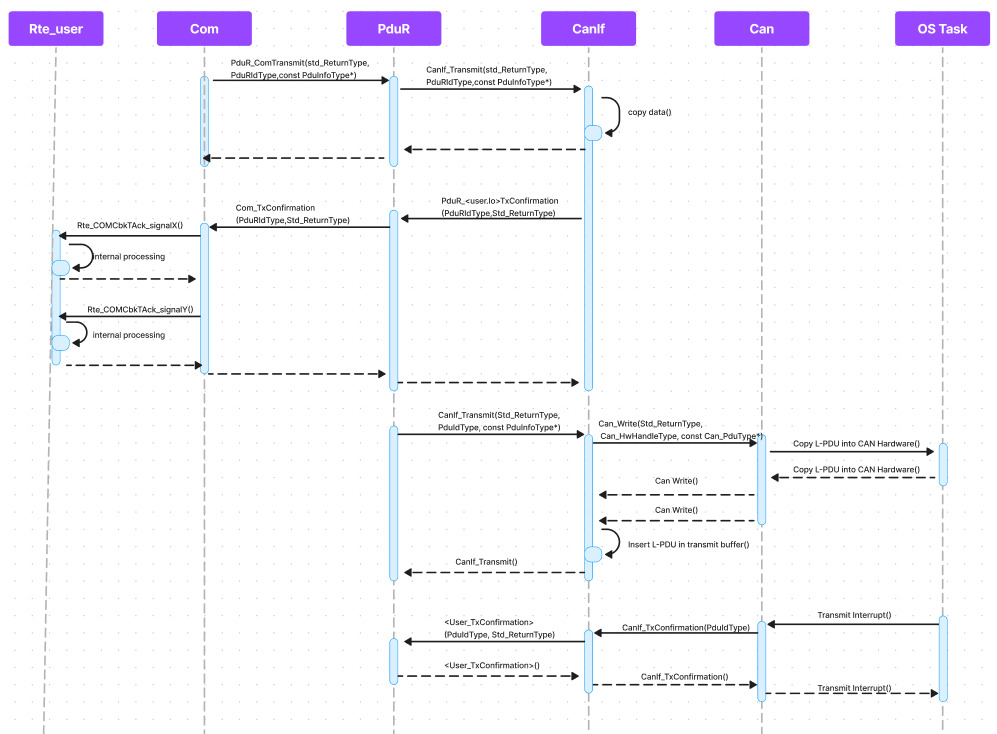 Rte_user
Com
PduR
CanIf
Can
OS Task
PduR_ComTransmit(std_ReturnType,
PduRIdType,const PduInfoType*)
CanIf_Transmit(std_ReturnType,
PduRIdType,const PduInfoType*)
copy data()
PduR_<user.lo>TxConfirmation
(PduRIdType,Std_ReturnType)
Com_TxConfirmation
(PduRIdType,Std_ReturnType)
Rte_COMCbkTAck_signalX()
internal processing
Rte_COMCbkTAck_signalY()
internal processing
CanIf_Transmit(Std_ReturnType,
PduIdType, const PduInfoType*)
Can_Write(Std_ReturnType,
Can_HwHandleType, const Can_PduType*)
Copy L-PDU into CAN Hardware()
Copy L-PDU into CAN Hardware()
Can Write()
Can Write()
Insert L-PDU in transmit buffer()
CanIf_Transmit()
Transmit Interrupt()
CanIf_TxConfirmation(PduIdType)
<User_TxConfirmation>
(PduIdType, Std_ReturnType)
<User_TxConfirmation>()
CanIf_TxConfirmation()
Transmit Interrupt()